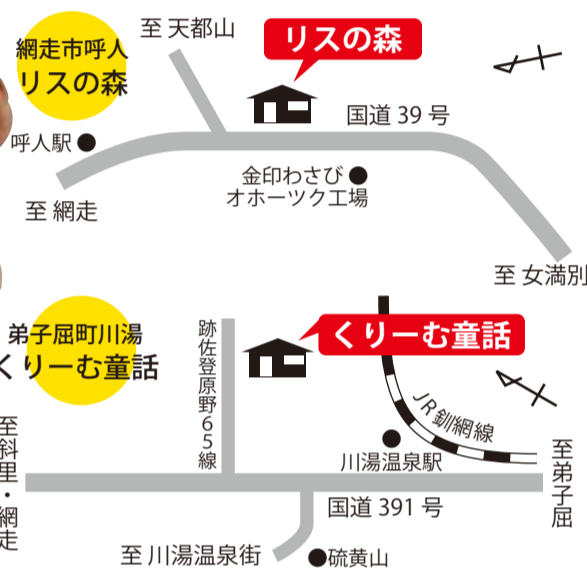 至 天都山
網走市呼人
リスの森
リスの森
国道 39 号
呼人駅
金印わさび
オホーツク工場
至 網走
至 女満別
弟子屈町川湯
くりーむ童話
跡佐登原野65線
くりーむ童話
JR釧網線
至斜里・網走
川湯温泉駅
至弟子屈
国道 391 号
至 川湯温泉街
硫黄山